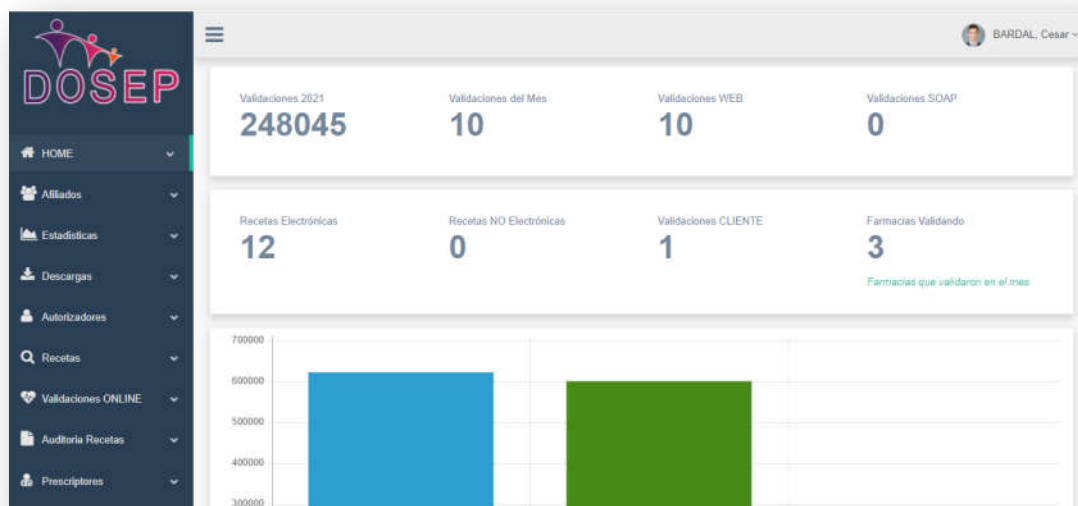 DOSEP
BARDAL, Cesar
HOME
Afiliados
Estadísticas
Descargas
Autorizadores
Recetas
Validaciones ONLINE
Auditoria Recetas
Prescriptores
Validaciones 2021
248045
Validaciones del Mes
10
Validaciones WEB
10
Validaciones SOAP
0
Recetas Electrónicas
12
Recetas NO Electrónicas
0
Validaciones CLIENTE
1
Farmacias Validando
3
Farmacias que validaron en el mes
700000
600000
500000
400000
300000